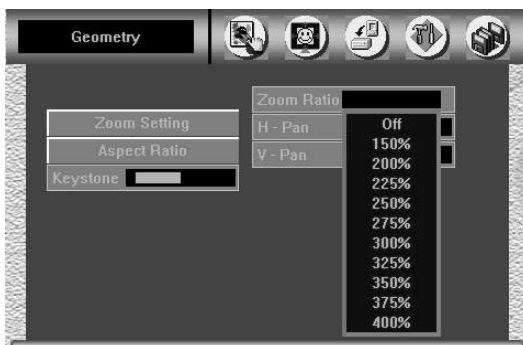 Geometry
Zoom Setting
Aspect Ratio
Keystone
Zoom Ratio
H - Pan
V - Pan
Off
150%
200%
225%
250%
275%
300%
325%
350%
375%
400%